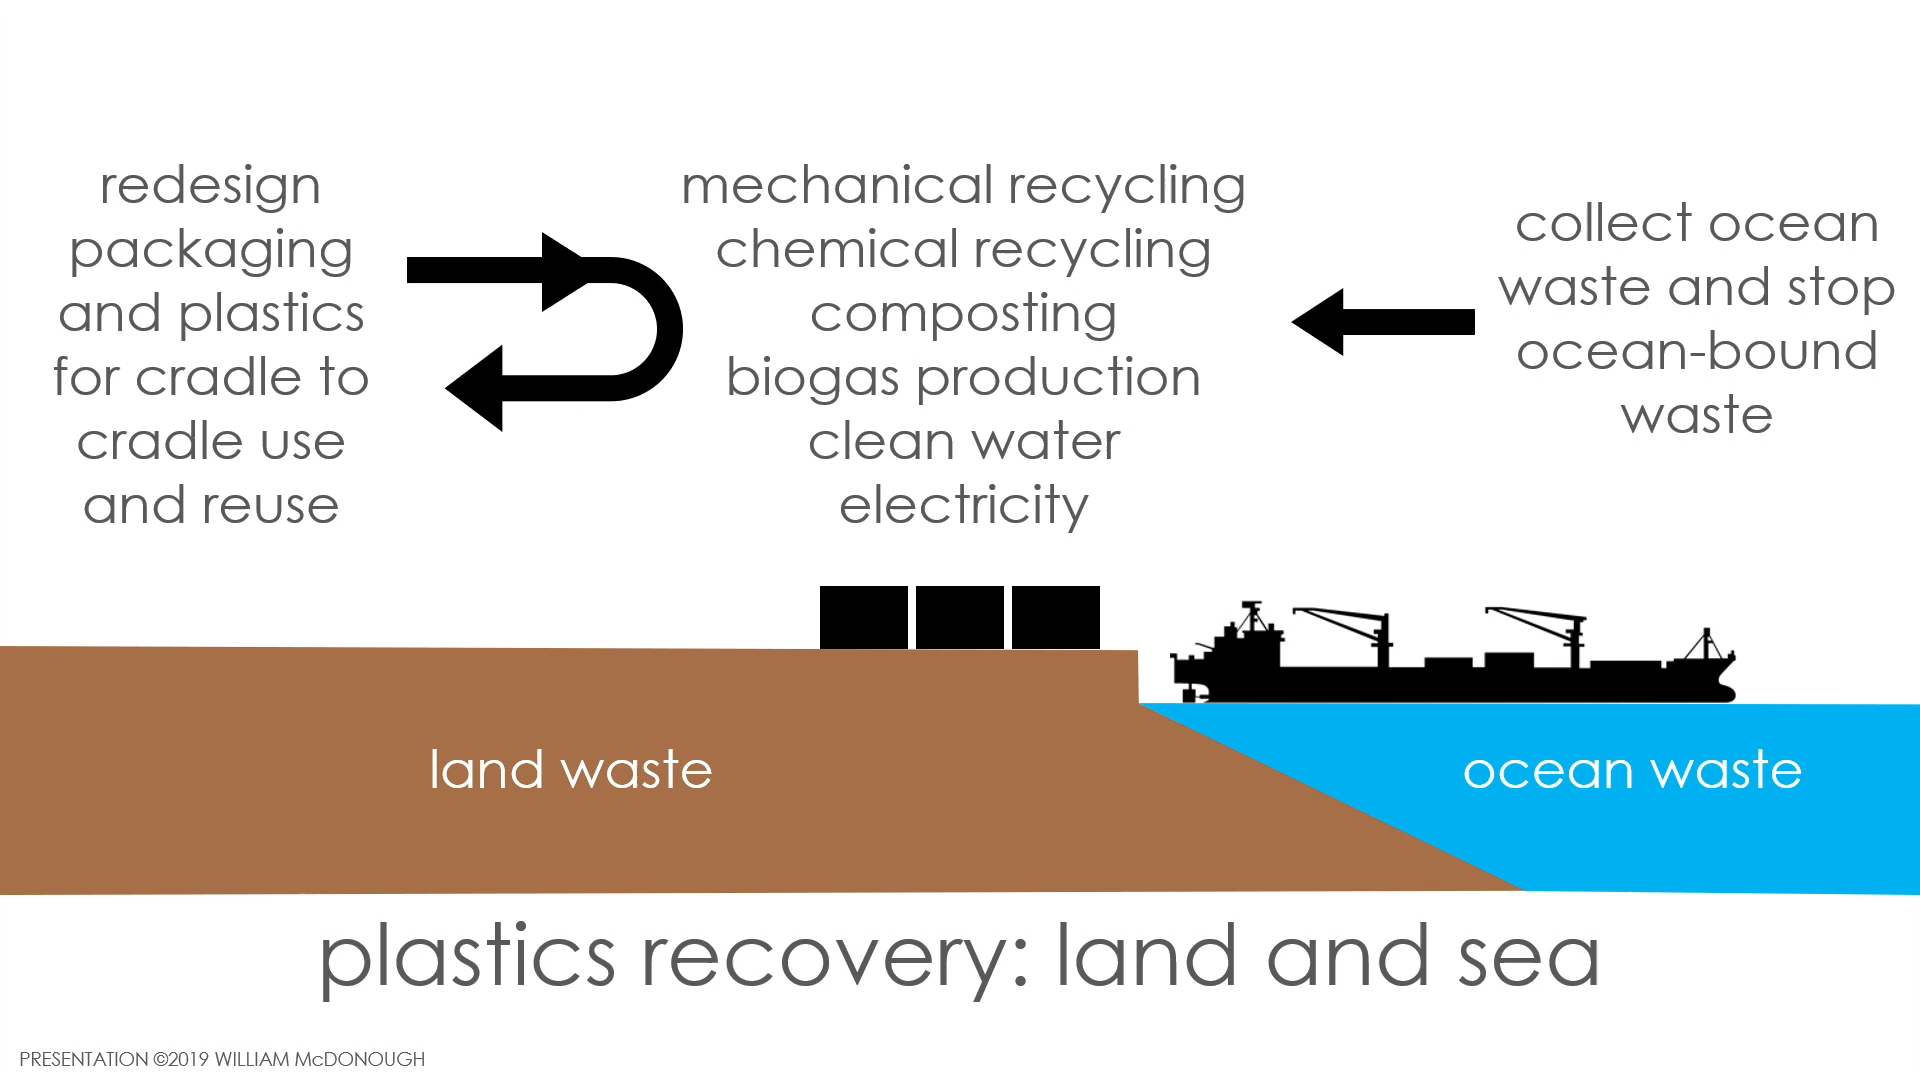 redesign
packaging
and plastics
for cradle to
cradle use
and reuse
mechanical recycling
chemical recycling
composting
biogas production
clean water
electricity
collect ocean
waste and stop
ocean-bound
waste
land waste
ocean waste
plastics recovery: land and sea
PRESENTATION ©2019 WILLIAM McDONOUGH